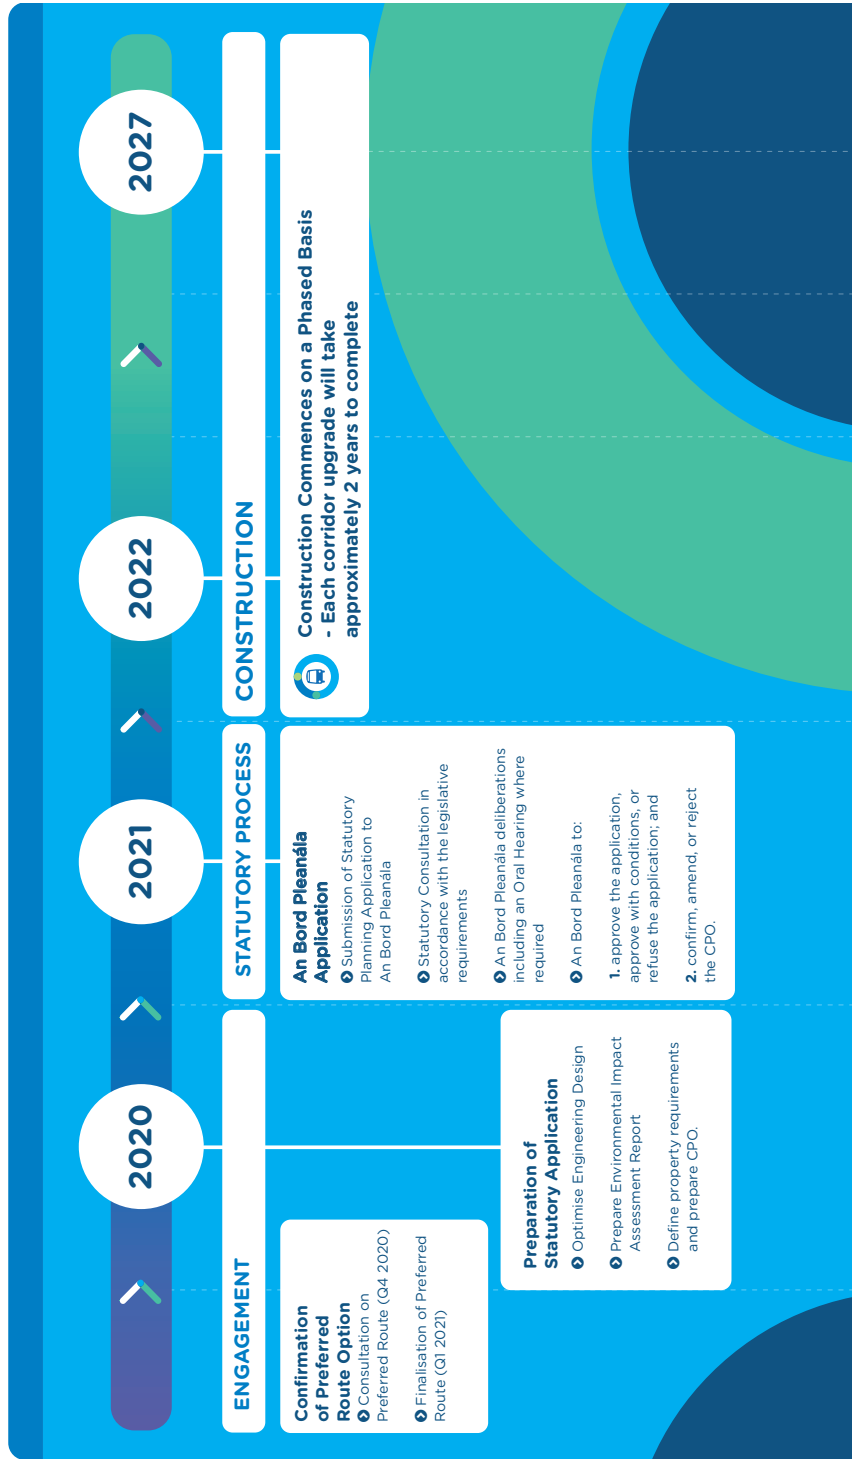 2020
2021
2022
2027
ENGAGEMENT
STATUTORY PROCESS
CONSTRUCTION
Confirmation
of Preferred
Route Option
Consultation on
Preferred Route (Q4 2020)
Finalisation of Preferred
Route (Q1 2021)
Preparation of
Statutory Application
Optimise Engineering Design
Prepare Environmental Impact
Assessment Report
Define property requirements
and prepare CPO.
An Bord Pleanála
Application
Submission of Statutory
Planning Application to
An Bord Pleanála
Statutory Consultation in
accordance with the legislative
requirements
An Bord Pleanála deliberations
including an Oral Hearing where
required
An Bord Pleanála to:
1. approve the application,
approve with conditions, or
refuse the application; and
2. confirm, amend, or reject
the CPO.
Construction Commences on a Phased Basis
- Each corridor upgrade will take
approximately 2 years to complete